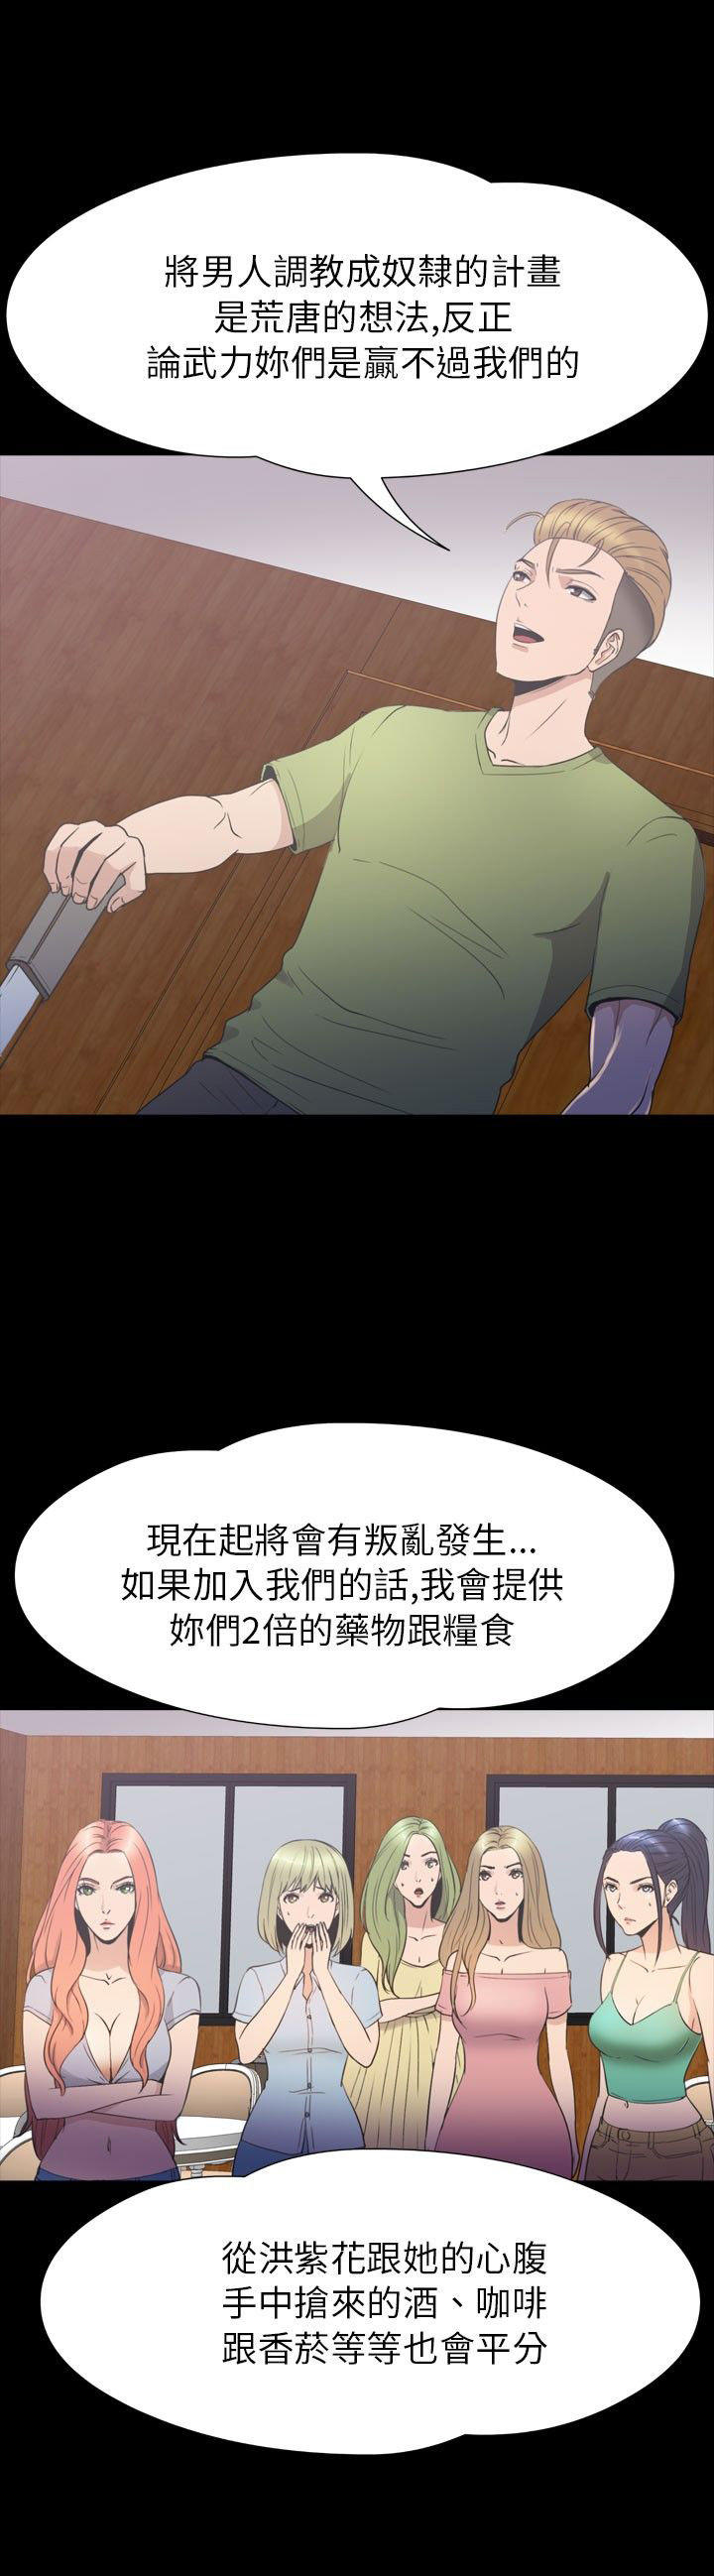 將男人調教成奴隸的計畫
是荒唐的想法,反正
論武力妳們是贏不過我們的
現在起將會有叛亂發生...
如果加入我們的話,我會提供
妳們2倍的藥物跟糧食
從洪紫花跟她的心腹
手中搶來的酒、咖啡
跟香菸等等也會平分